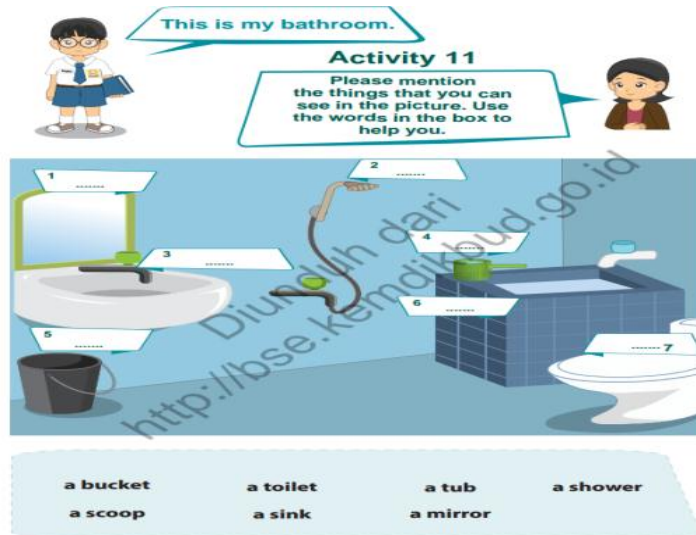 This is my bathroom.
Activity 11
Please mention
the things that you can
see in the picture. Use
the words in the box to
help you.
1 .......
2 .......
3 .......
4 .......
5 .......
6 .......
....... 7
Diunduh dari
http://bse.kemdikbud.go.id
a bucket a toilet a tub a shower
a scoop a sink a mirror